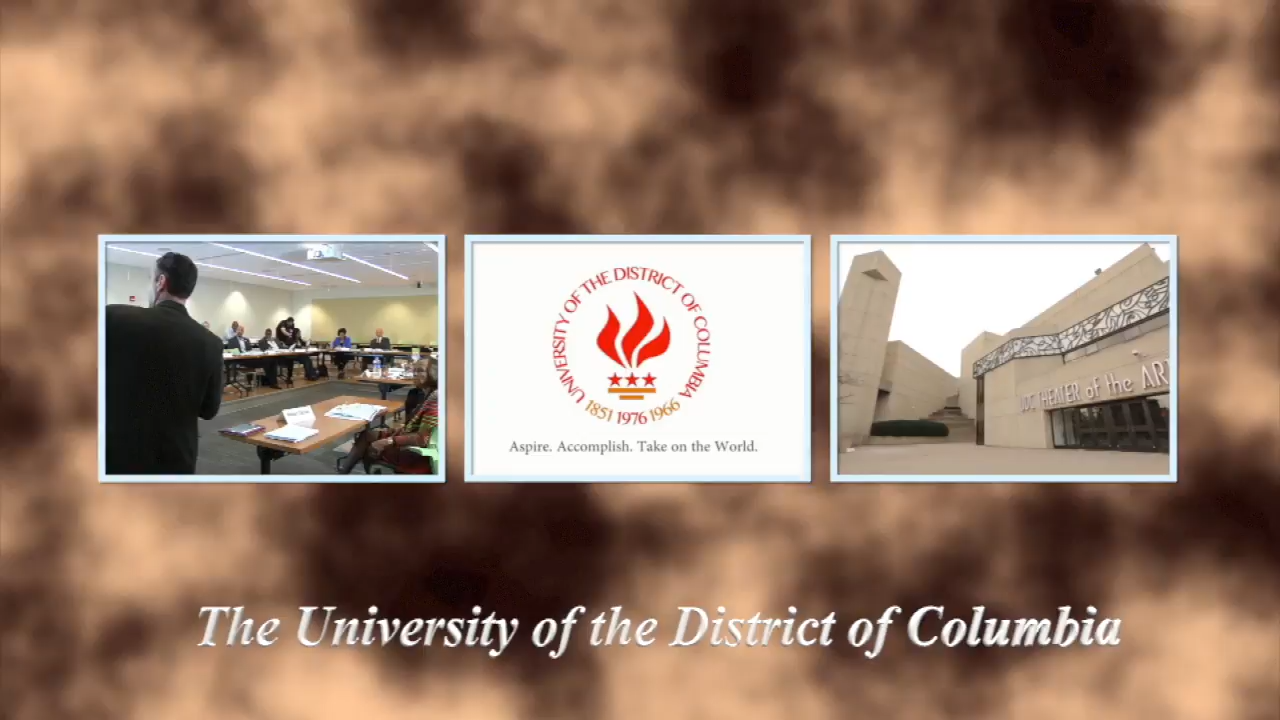 UNIVERSITY OF THE DISTRICT OF COLUMBIA
1851 1976 1966
Aspire. Accomplish. Take on the World.
UDC THEATER of the AR
The University of the District of Columbia